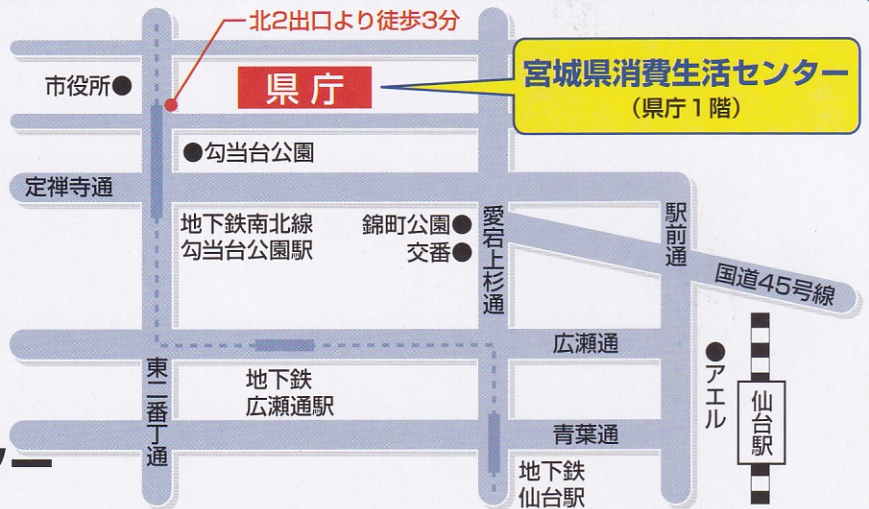 北2出口より徒歩3分
市役所●
県庁
宮城県消費生活センター
(県庁1階)
●勾当台公園
定禅寺通
地下鉄南北線
勾当台公園駅
錦町公園●
交番●
愛宕上杉通
駅前通
国道45号線
広瀬通
地下鉄
広瀬通駅
東二番丁通
●アエル
仙台駅
青葉通
地下鉄
仙台駅
ー